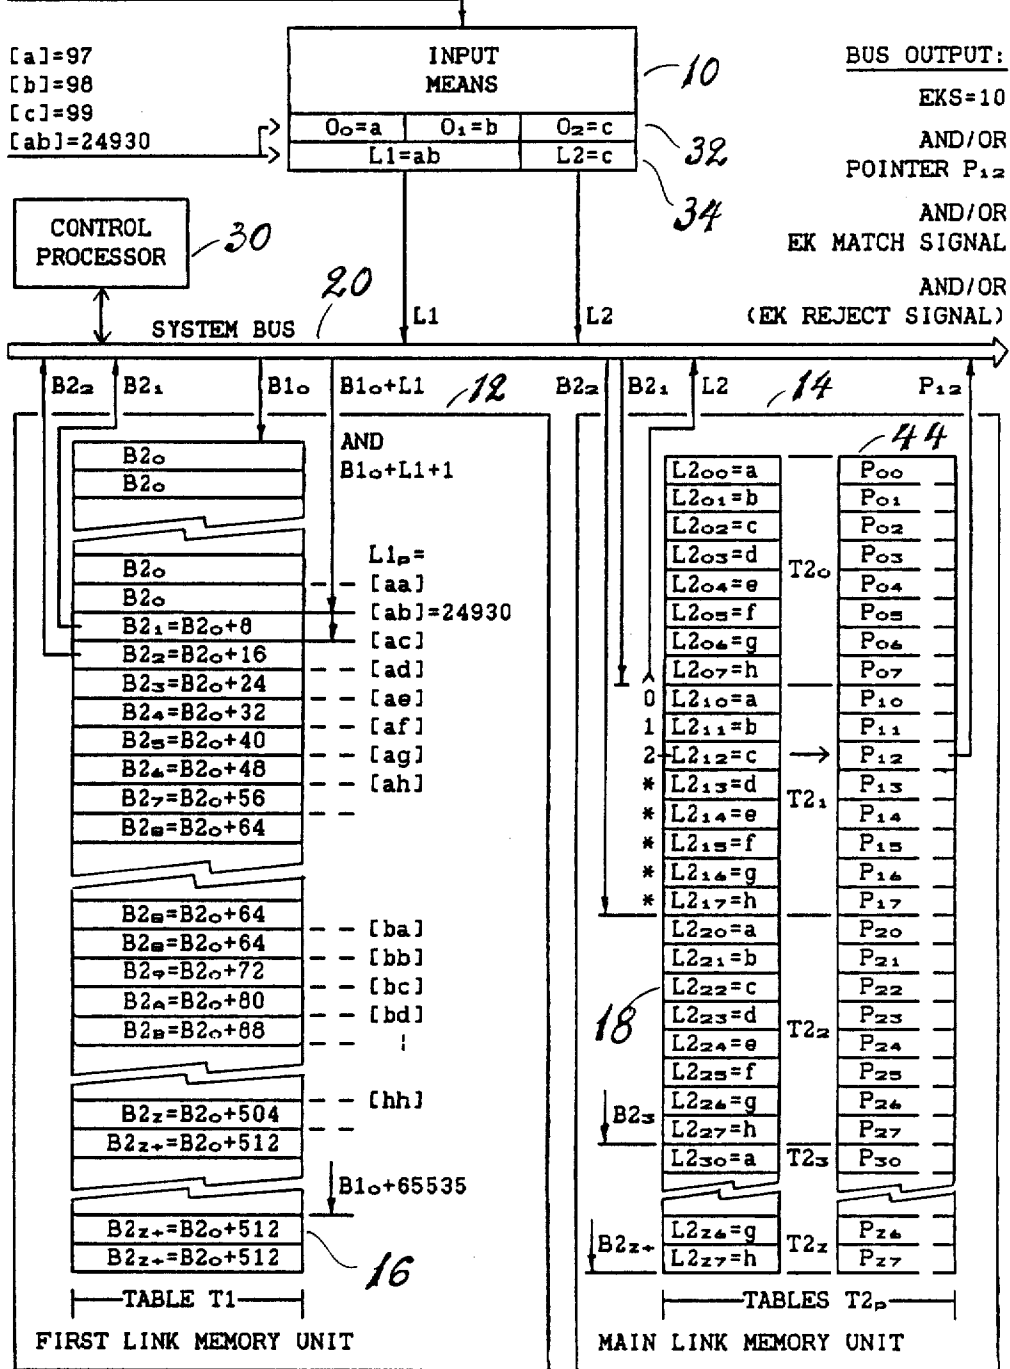 [a]=97
[b]=98
[c]=99
[ab]=24930
INPUT
MEANS
O₀=a O₁=b O₂=c
L1=ab L2=c
10
32
34
BUS OUTPUT:
EKS=10
AND/OR
POINTER P₁₂
AND/OR
EK MATCH SIGNAL
AND/OR
(EK REJECT SIGNAL)
CONTROL
PROCESSOR
30
20
SYSTEM BUS
L1
L2
B2₂ B2₁ B1₀ B1₀+L1
12
B2₂ B2₁ L2
14
P₁₂
AND
B1₀+L1+1
B2₀
B2₀
B2₀
B2₀
B2₁=B2₀+8
B2₂=B2₀+16
B2₃=B2₀+24
B2₄=B2₀+32
B2₅=B2₀+40
B2₆=B2₀+48
B2₇=B2₀+56
B2₈=B2₀+64
B2₈=B2₀+64
B2₈=B2₀+64
B2₉=B2₀+72
B2ᴀ=B2₀+80
B2ʙ=B2₀+88
B2z=B2₀+504
B2z+=B2₀+512
B2z+=B2₀+512
B2z+=B2₀+512
L1ₚ=
[aa]
[ab]=24930
[ac]
[ad]
[ae]
[af]
[ag]
[ah]
[ba]
[bb]
[bc]
[bd]
[hh]
B1₀+65535
16
TABLE T1
FIRST LINK MEMORY UNIT
44
L2₀₀=a P₀₀
L2₀₁=b P₀₁
L2₀₂=c P₀₂
L2₀₃=d P₀₃
T2₀
L2₀₄=e P₀₄
L2₀₅=f P₀₅
L2₀₆=g P₀₆
L2₀₇=h P₀₇
0 L2₁₀=a P₁₀
1 L2₁₁=b P₁₁
2 L2₁₂=c P₁₂
* L2₁₃=d P₁₃
T2₁
* L2₁₄=e P₁₄
* L2₁₅=f P₁₅
* L2₁₆=g P₁₆
* L2₁₇=h P₁₇
L2₂₀=a P₂₀
L2₂₁=b P₂₁
L2₂₂=c P₂₂
18
L2₂₃=d P₂₃
T2₂
L2₂₄=e P₂₄
L2₂₅=f P₂₅
L2₂₆=g P₂₆
B2₃
L2₂₇=h P₂₇
L2₃₀=a T2₃ P₃₀
L2z₆=g Pz₆
B2z+ T2z
L2z₇=h Pz₇
TABLES T2ₚ
MAIN LINK MEMORY UNIT